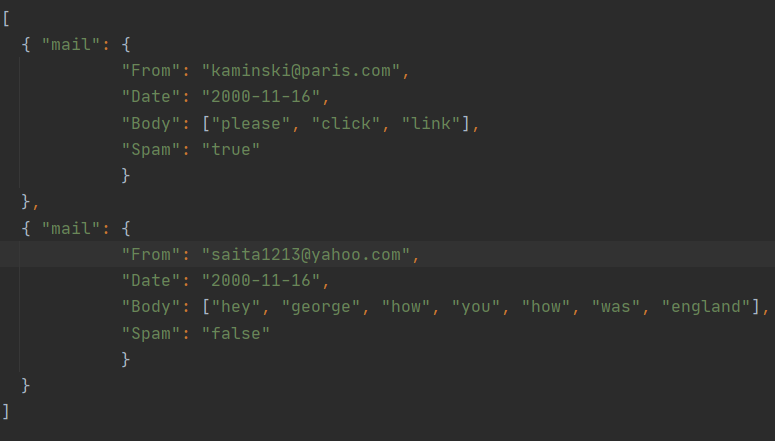 [
  { "mail": {
            "From": "kaminski@paris.com",
            "Date": "2000-11-16",
            "Body": ["please", "click", "link"],
            "Spam": "true"
            }
  },
  { "mail": {
            "From": "saita1213@yahoo.com",
            "Date": "2000-11-16",
            "Body": ["hey", "george", "how", "you", "how", "was", "england"],
            "Spam": "false"
            }
  }
]